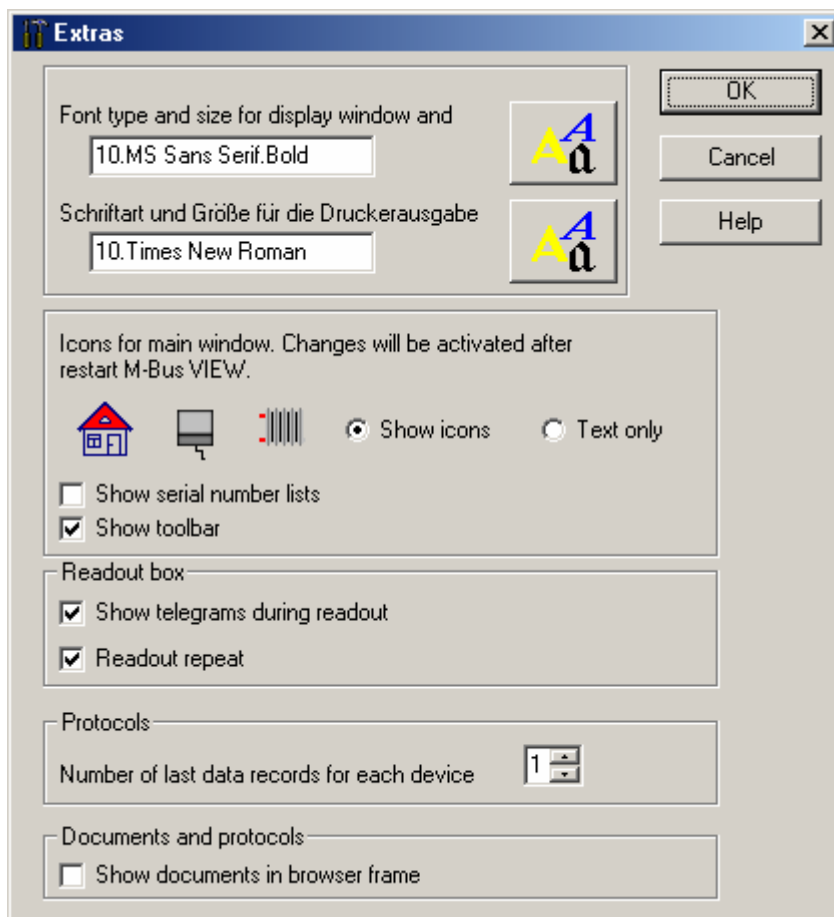 Extras
OK
Font type and size for display window and
10.MS Sans Serif.Bold
Cancel
Schriftart und Größe für die Druckerausgabe
10.Times New Roman
Help
Icons for main window. Changes will be activated after
restart M-Bus VIEW.
Show icons
Text only
Show serial number lists
Show toolbar
Readout box
Show telegrams during readout
Readout repeat
Protocols
Number of last data records for each device
1
Documents and protocols
Show documents in browser frame